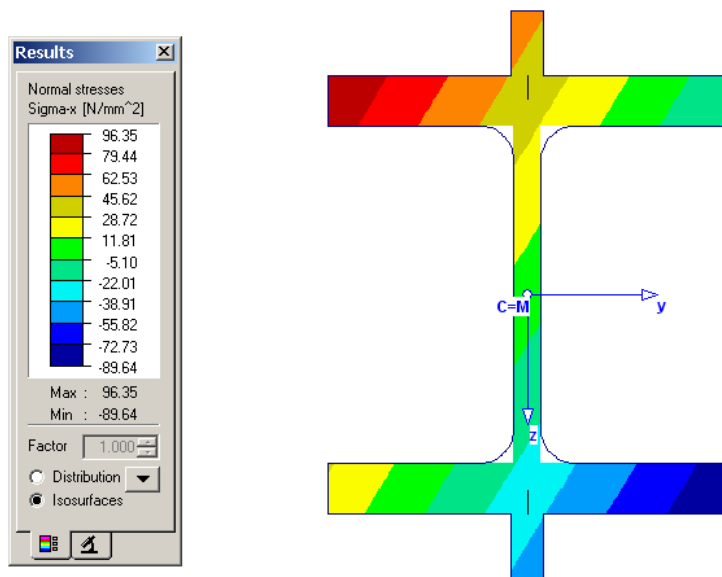 Results
Normal stresses
Sigma-x [N/mm^2]
96.35
79.44
62.53
45.62
28.72
11.81
-5.10
-22.01
-38.91
-55.82
-72.73
-89.64
Max : 96.35
Min : -89.64
Factor 1.000
Distribution
Isosurfaces
C=M
y
z